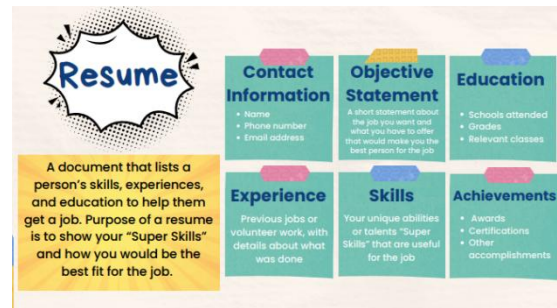 Resume
A document that lists a
person's skills, experiences,
and education to help them
get a job. Purpose of a resume
is to show your "Super Skills"
and how you would be the
best fit for the job.
Contact
Information
• Name
• Phone number
• Email address
Objective
Statement
A short statement about
the job you want and
what you have to offer
that would make you the
best person for the job
Education
• Schools attended
• Grades
• Relevant classes
Experience
Previous jobs or
volunteer work, with
details about what
was done
Skills
Your unique abilities
or talents "Super
Skills" that are useful
for the job
Achievements
• Awards
• Certifications
• Other
accomplishments